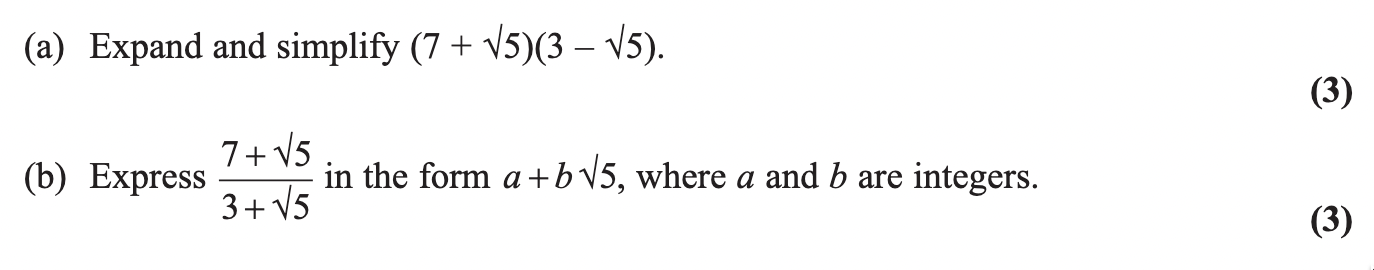 (a) Expand and simplify (7 + √5)(3 – √5).
(3)
(b) Express \frac{7+√5}{3+√5} in the form a+b√5, where a and b are integers.
(3)